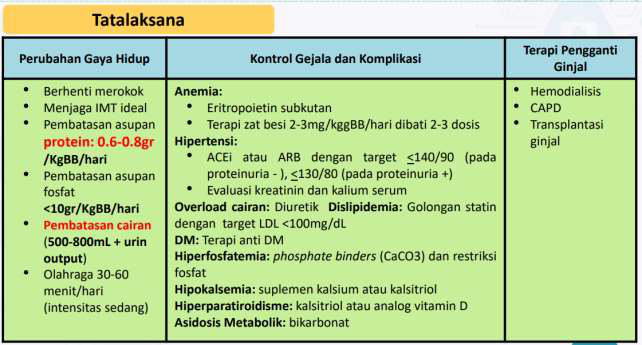 Tatalaksana
Perubahan Gaya Hidup
• Berhenti merokok
• Menjaga IMT ideal
• Pembatasan asupan
protein: 0.6-0.8gr
/KgBB/hari
• Pembatasan asupan
fosfat
<10gr/KgBB/hari
• Pembatasan cairan
(500-800mL + urin
output)
• Olahraga 30-60
menit/hari
(intensitas sedang)
Kontrol Gejala dan Komplikasi
Anemia:
• Eritropoietin subkutan
• Terapi zat besi 2-3mg/kggBB/hari dibati 2-3 dosis
Hipertensi:
• ACEi atau ARB dengan target ≤140/90 (pada
proteinuria - ), ≤130/80 (pada proteinuria +)
• Evaluasi kreatinin dan kalium serum
Overload cairan: Diuretik Dislipidemia: Golongan statin
dengan target LDL <100mg/dL
DM: Terapi anti DM
Hiperfosfatemia: phosphate binders (CaCO3) dan restriksi
fosfat
Hipokalsemia: suplemen kalsium atau kalsitriol
Hiperparatiroidisme: kalsitriol atau analog vitamin D
Asidosis Metabolik: bikarbonat
Terapi Pengganti
Ginjal
• Hemodialisis
• CAPD
• Transplantasi
ginjal